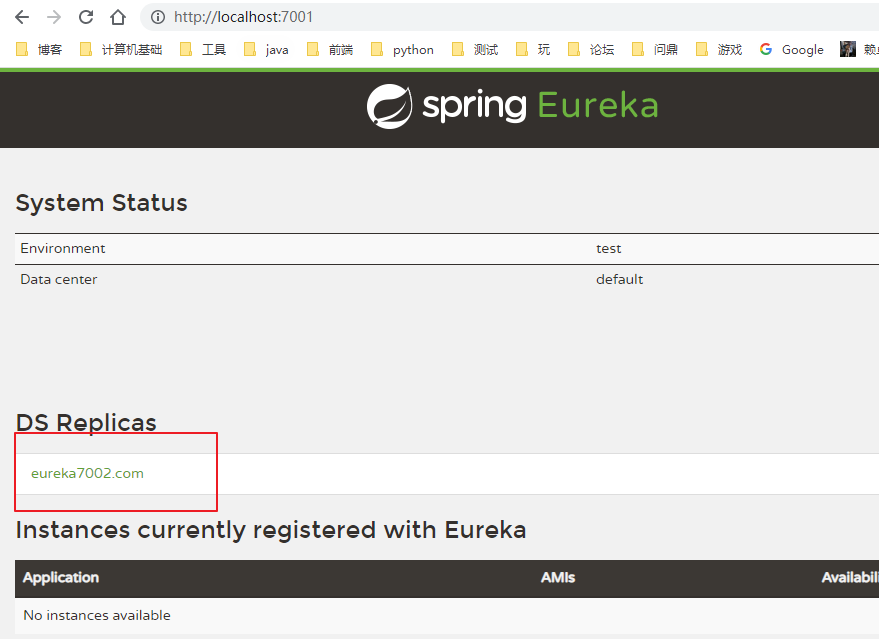 http://localhost:7001
博客 计算机基础 工具 java 前端 python 测试 玩 论坛 问鼎 游戏 Google 赖
spring Eureka
System Status
Environment test
Data center default
DS Replicas
eureka7002.com
Instances currently registered with Eureka
Application AMIs Availabili
No instances available